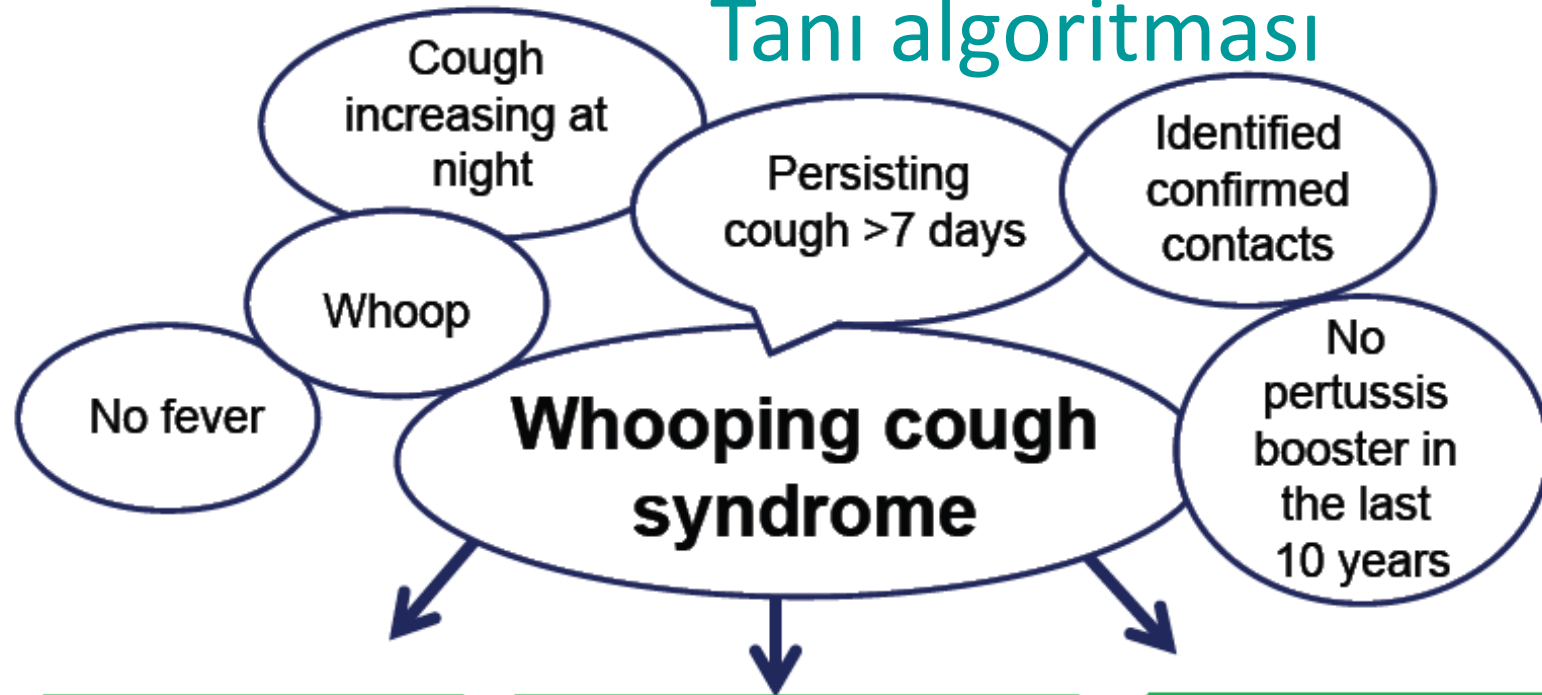 Tanı algoritması
Cough
increasing at
night
Persisting
cough >7 days
Identified
confirmed
contacts
Whoop
No fever
No
pertussis
booster in
the last
10 years
Whooping cough
syndrome